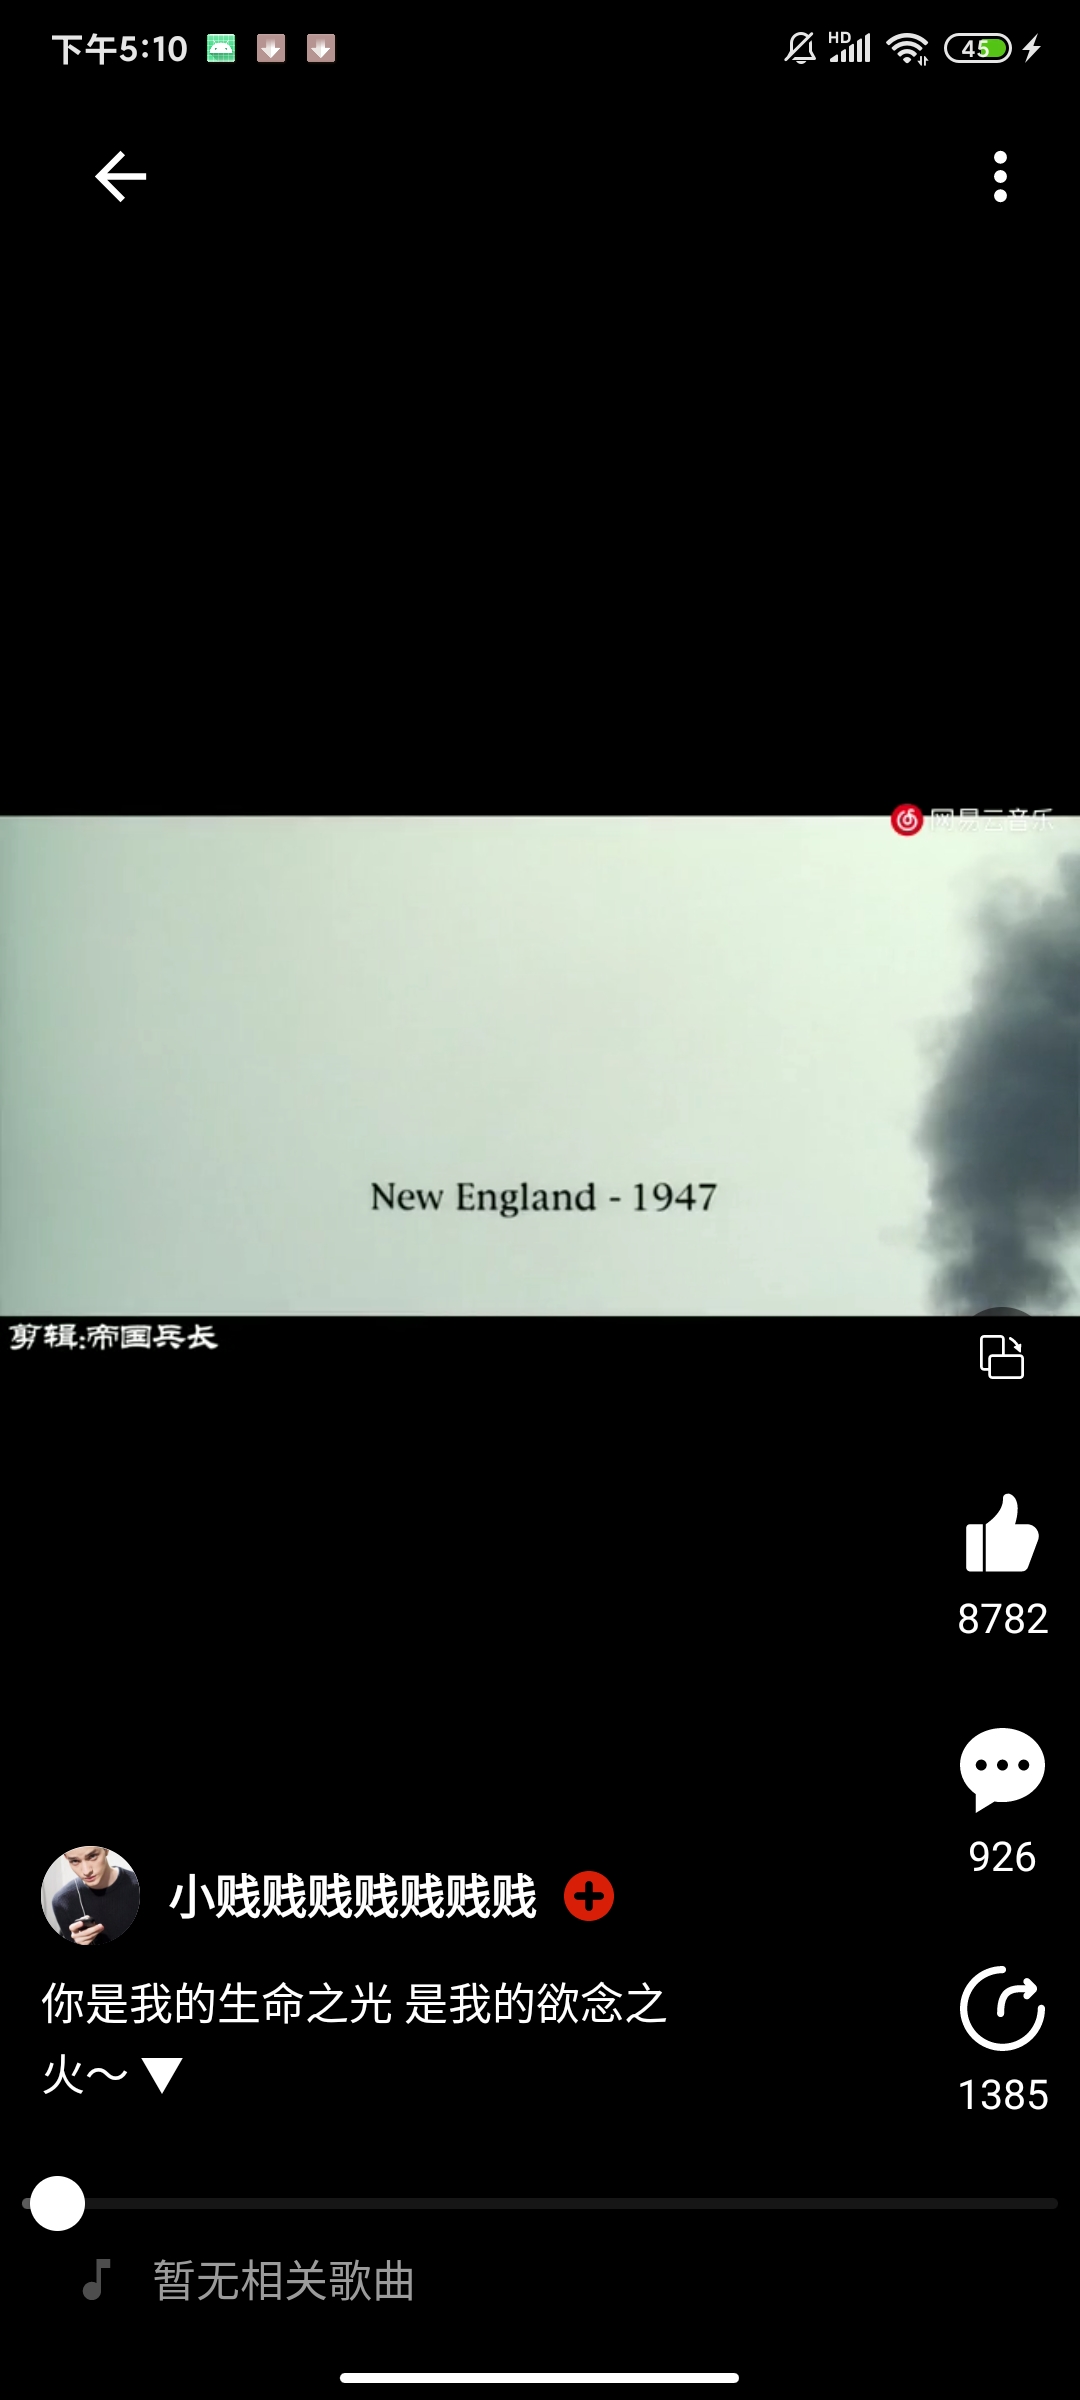 下午5:10
HD
45
网易云音乐
New England - 1947
剪辑:帝国兵长
8782
926
小贱贱贱贱贱贱贱
你是我的生命之光 是我的欲念之
火～ ▼
1385
暂无相关歌曲